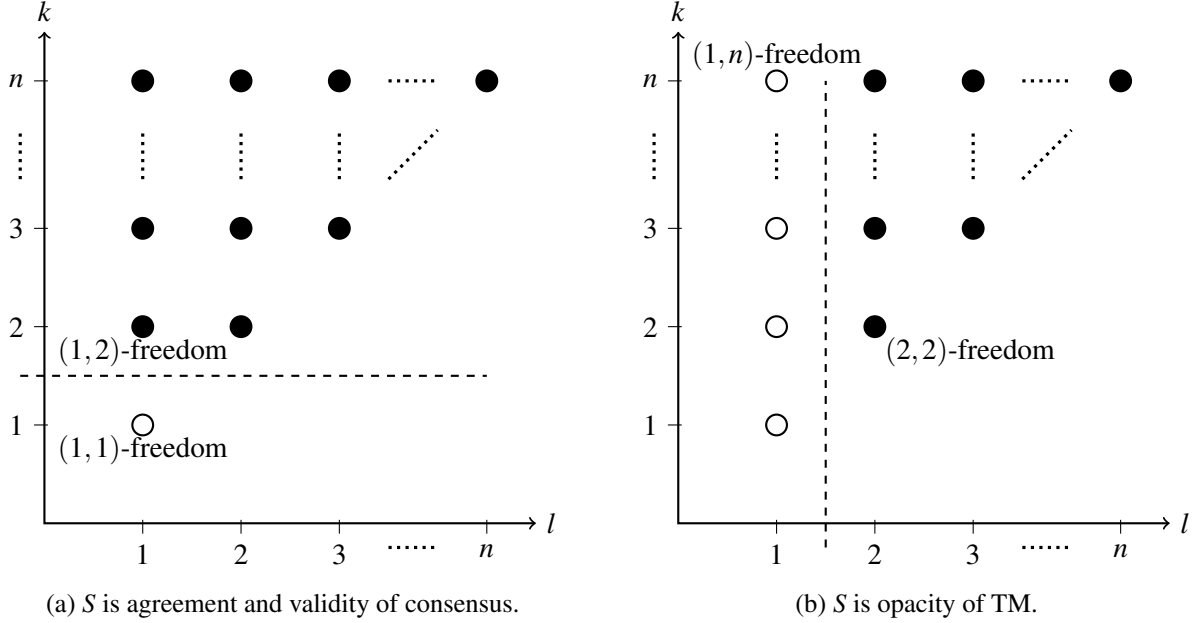 k
n
3
2
(1, 2)-freedom
1
(1, 1)-freedom
1
2
3
n
l
(a) S is agreement and validity of consensus.
k
(1, n)-freedom
n
3
2
(2, 2)-freedom
1
1
2
3
n
l
(b) S is opacity of TM.